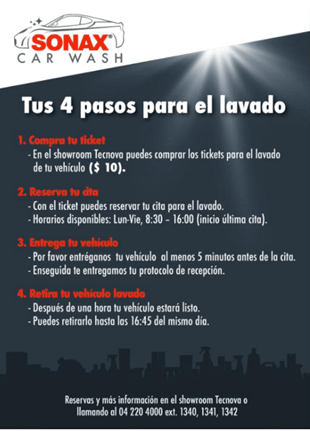 SONAX®
CAR WASH
Tus 4 pasos para el lavado
1. Compra tu ticket
- En el showroom Tecnova puedes comprar los tickets para el lavado
de tu vehículo ($ 10).
2. Reserva tu cita
- Con el ticket puedes reservar tu cita para el lavado.
- Horarios disponibles: Lun-Vie, 8:30 – 16:00 (inicio última cita).
3. Entrega tu vehículo
- Por favor entréganos tu vehículo al menos 5 minutos antes de la cita.
- Enseguida te entregamos tu protocolo de recepción.
4. Retira tu vehículo lavado
- Después de una hora tu vehículo estará listo.
- Puedes retirarlo hasta las 16:45 del mismo día.
Reservas y más información en el showroom Tecnova o
llamando al 04 220 4000 ext. 1340, 1341, 1342